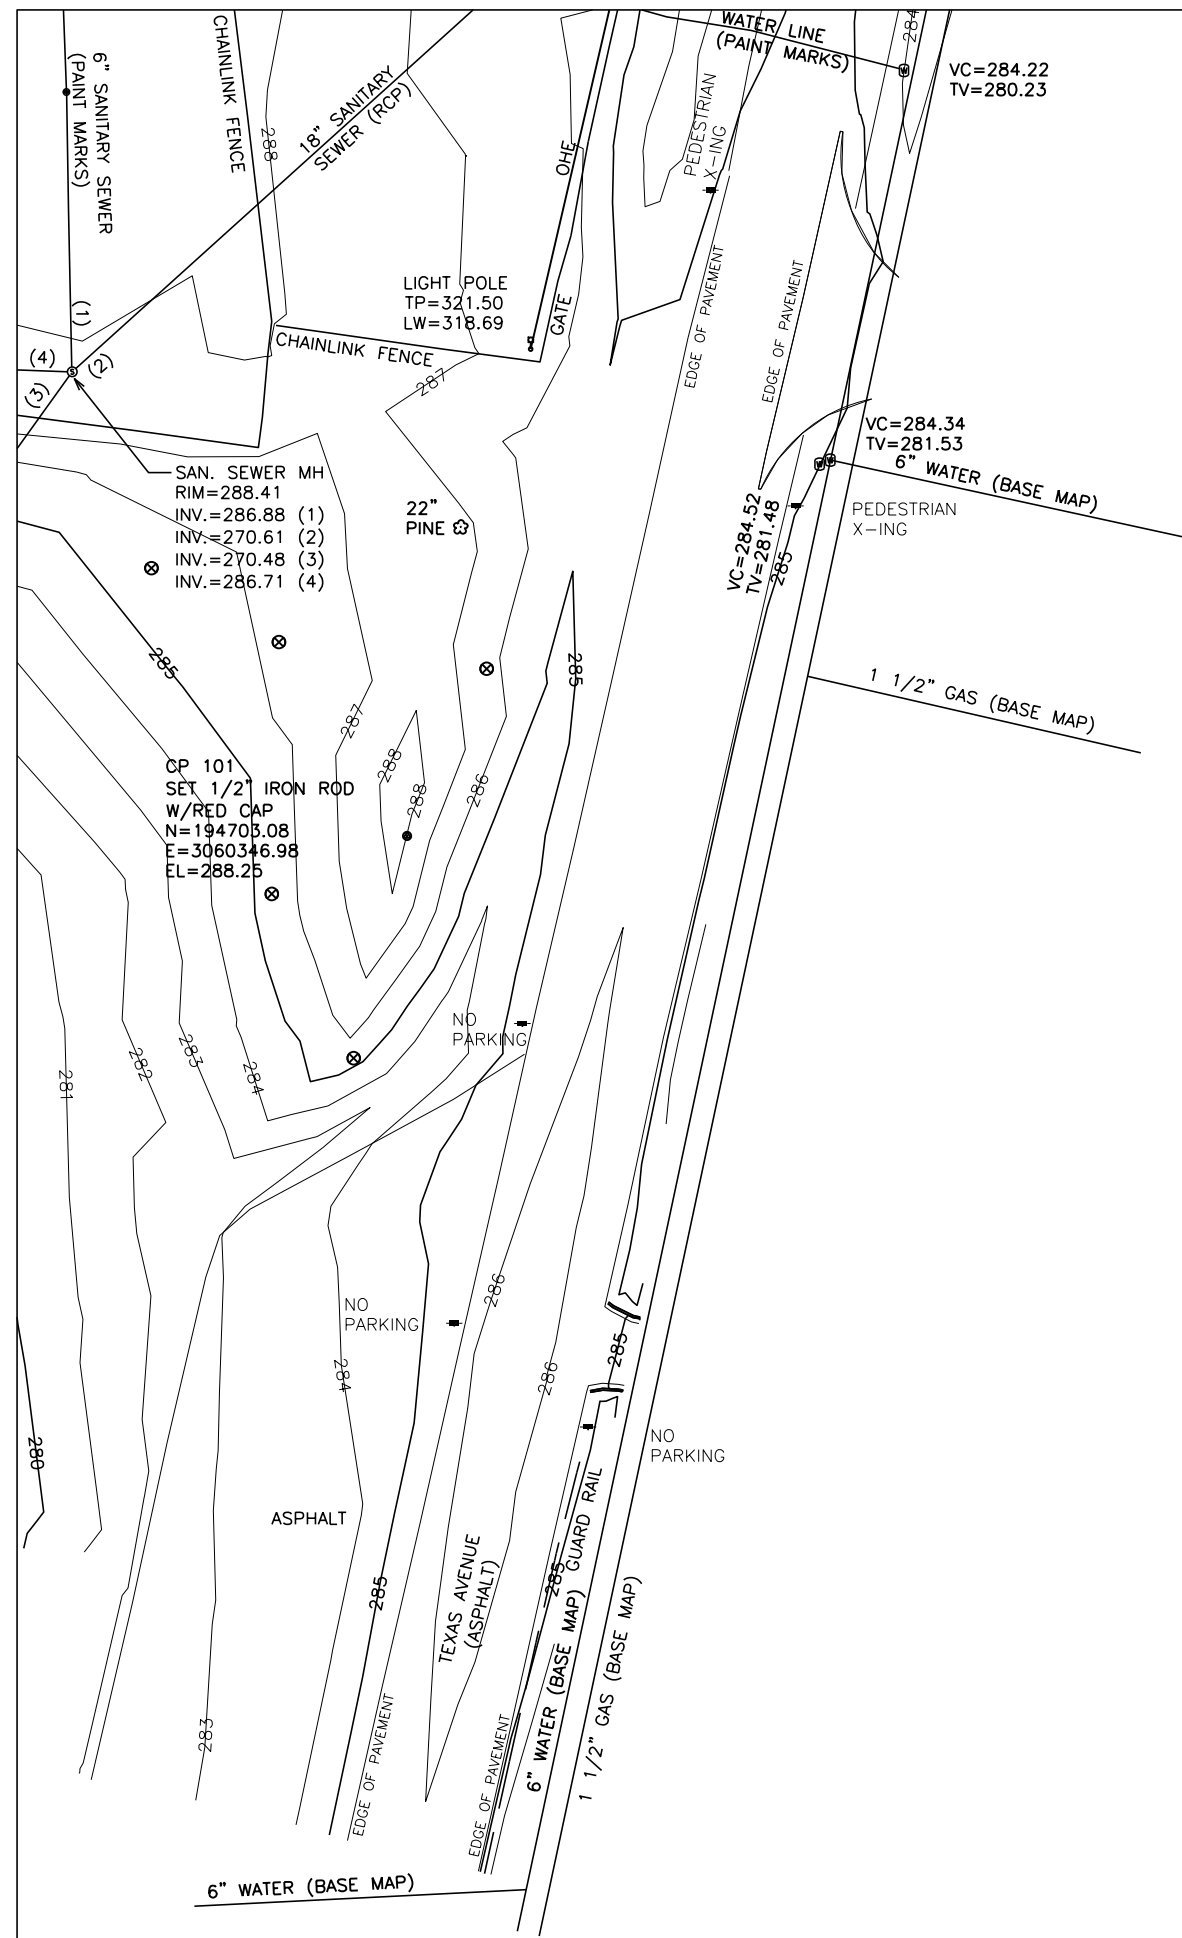 WATER LINE
(PAINT MARKS)
284
VC=284.22
TV=280.23
6" SANITARY SEWER
(PAINT MARKS)
CHAINLINK FENCE
288
18" SANITARY
SEWER (RCP)
OHE
PEDESTRIAN
X-ING
EDGE OF PAVEMENT
EDGE OF PAVEMENT
LIGHT POLE
TP=321.50
LW=318.69
GATE
CHAINLINK FENCE
(1)
(2)
(3)
(4)
287
VC=284.34
TV=281.53
6" WATER (BASE MAP)
SAN. SEWER MH
RIM=288.41
INV.=286.88 (1)
INV.=270.61 (2)
INV.=270.48 (3)
INV.=286.71 (4)
22"
PINE
VC=284.52
TV=281.48
285
PEDESTRIAN
X-ING
285
285
1 1/2" GAS (BASE MAP)
287
288
288
286
CP 101
SET 1/2" IRON ROD
W/RED CAP
N=194703.08
E=3060346.98
EL=288.25
NO
PARKING
281
282
283
284
286
NO
PARKING
285
284
286
NO
PARKING
280
ASPHALT
285
TEXAS AVENUE
(ASPHALT)
285
GUARD RAIL
6" WATER (BASE MAP)
1 1/2" GAS (BASE MAP)
283
EDGE OF PAVEMENT
EDGE OF PAVEMENT
6" WATER (BASE MAP)